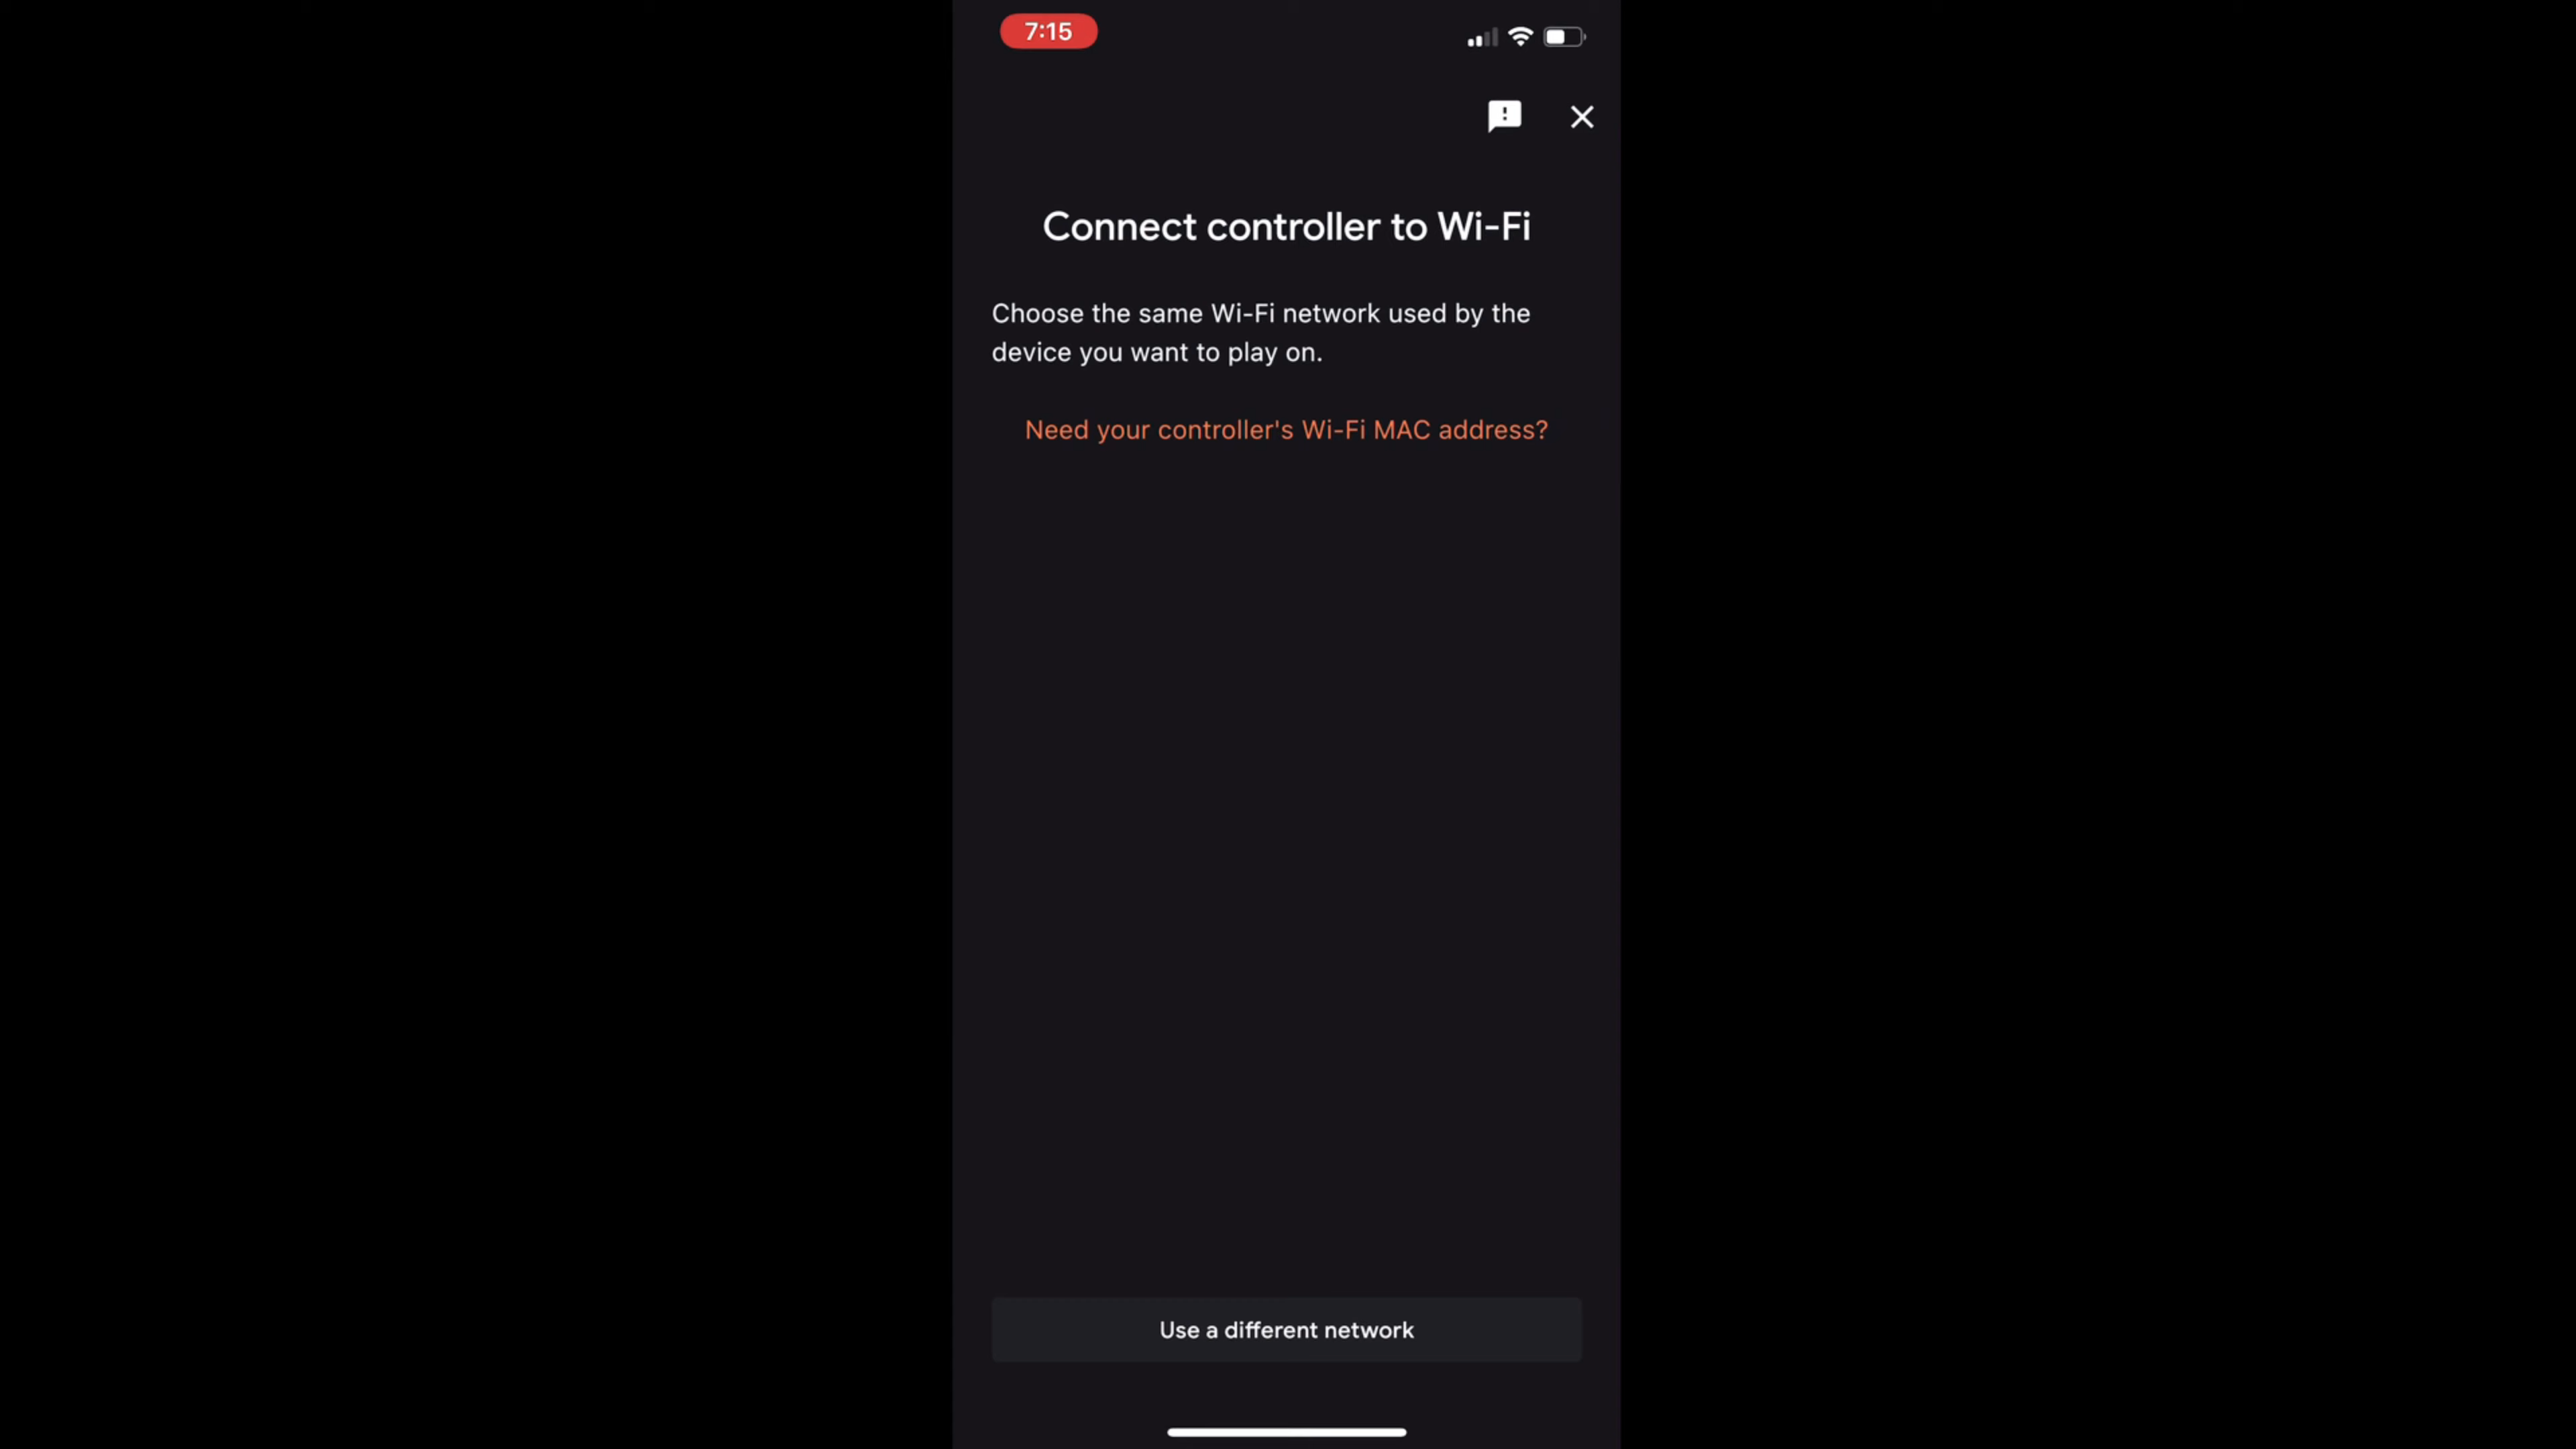 7:15
Connect controller to Wi-Fi
Choose the same Wi-Fi network used by the
device you want to play on.
Need your controller's Wi-Fi MAC address?
Use a different network